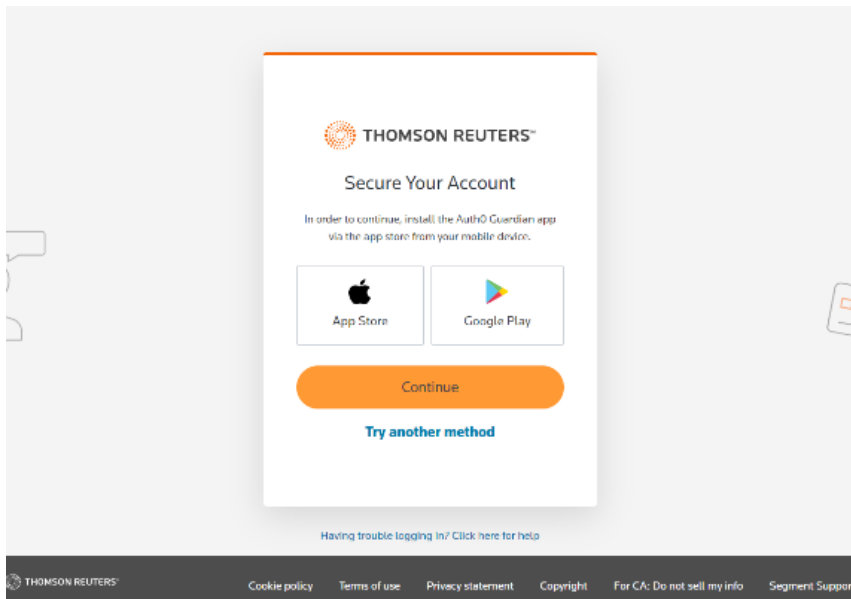 THOMSON REUTERS™
Secure Your Account
In order to continue, install the Auth0 Guardian app
via the app store from your mobile device.
App Store
Google Play
Continue
Try another method
Having trouble logging in? Click here for help
THOMSON REUTERS®
Cookie policy
Terms of use
Privacy statement
Copyright
For CA: Do not sell my info
Segment Suppor